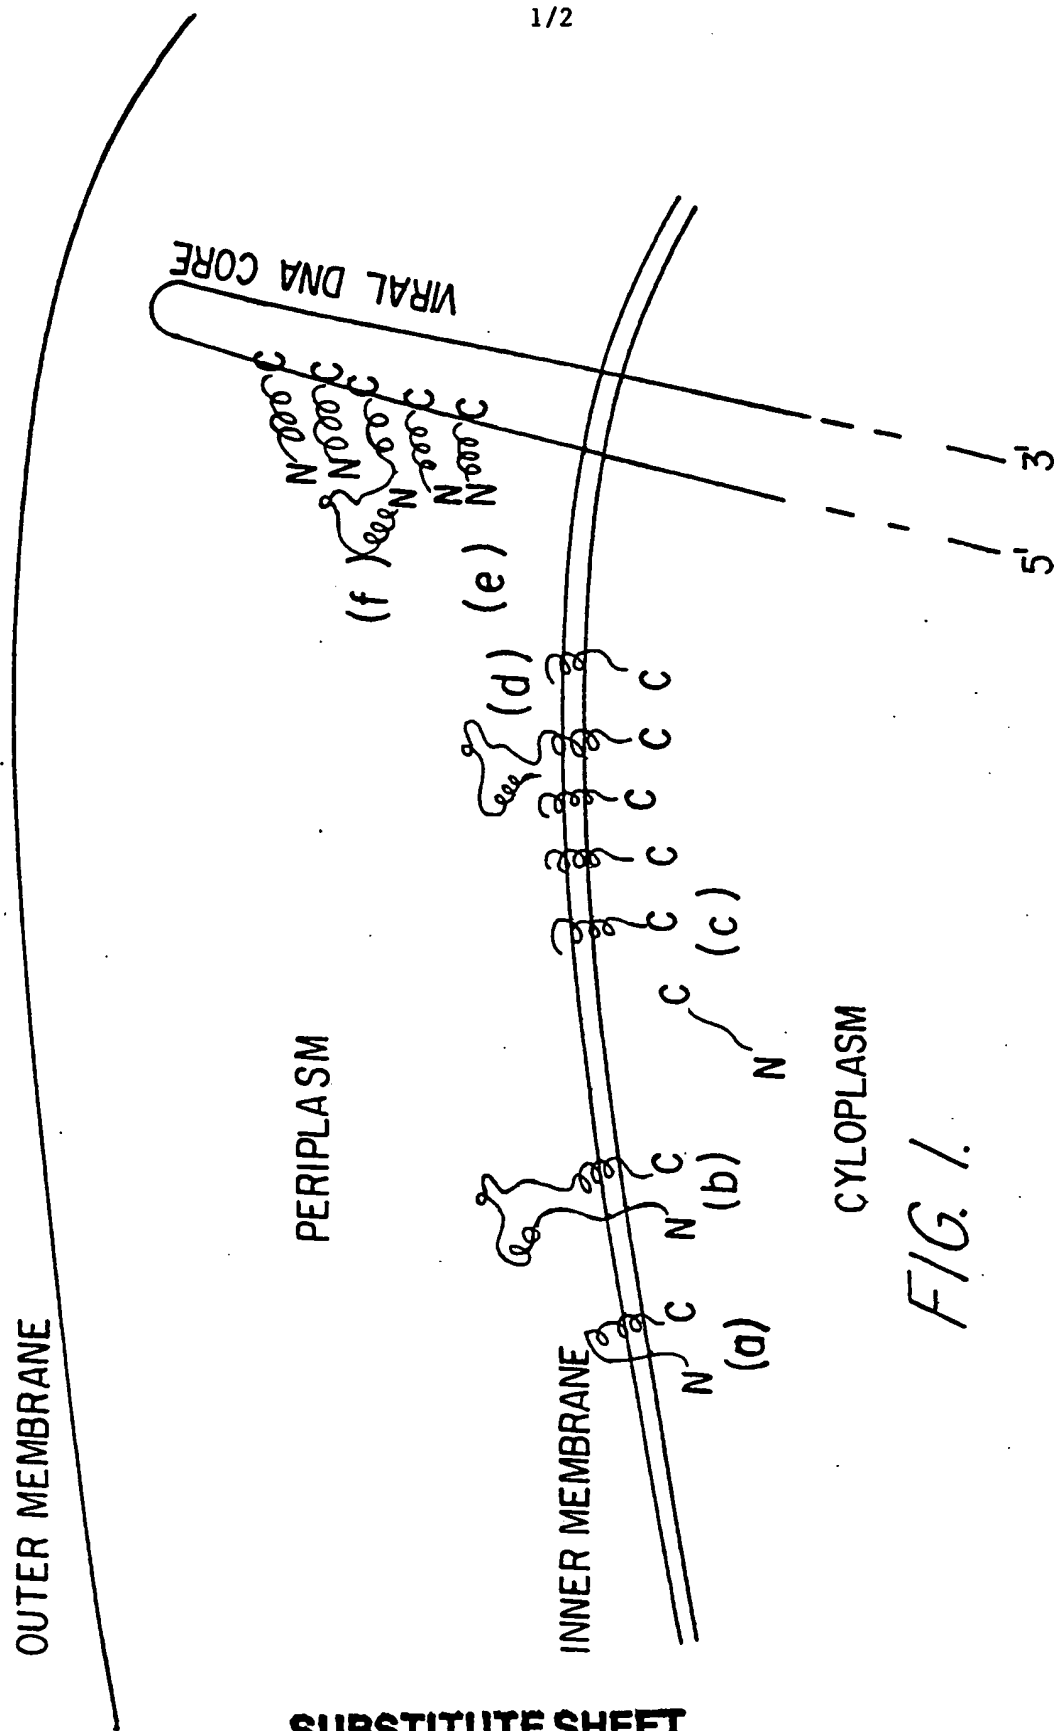 1/2
OUTER MEMBRANE
PERIPLASM
INNER MEMBRANE
VIRAL DNA CORE
C
C
C
C
C
N
N
N
N
N
(f)
(e)
(d)
C
C
C
C
C
(c)
C
N
C
N
(b)
C
N
(a)
CYLOPLASM
3'
5'
FIG. 1.
SUBSTITUTE SHEET